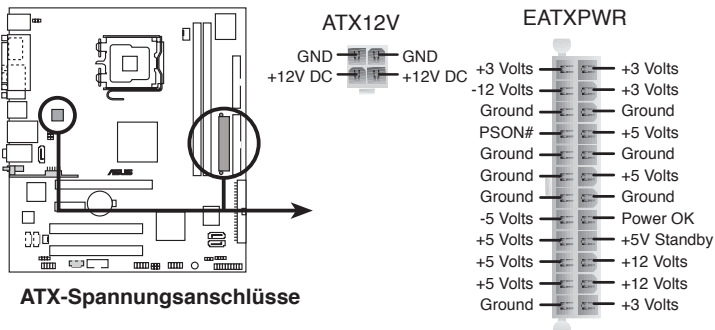 ATX12V
GND GND
+12V DC +12V DC
EATXPWR
+3 Volts +3 Volts
-12 Volts +3 Volts
Ground Ground
PSON# +5 Volts
Ground Ground
Ground +5 Volts
Ground Ground
-5 Volts Power OK
+5 Volts +5V Standby
+5 Volts +12 Volts
+5 Volts +12 Volts
Ground +3 Volts
ASUS
ATX-Spannungsanschlüsse